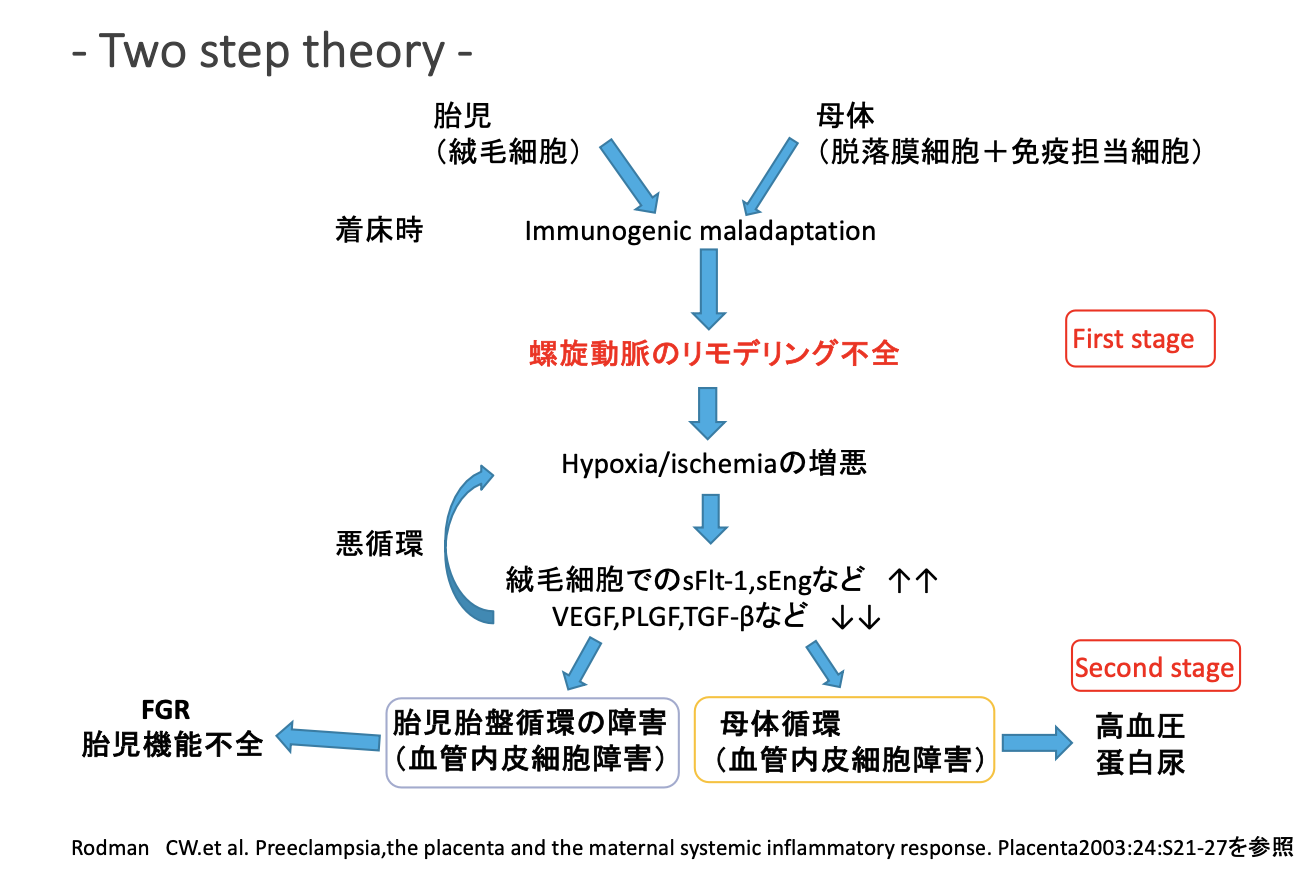 - Two step theory -
胎児
（絨毛細胞）
母体
（脱落膜細胞＋免疫担当細胞）
着床時
Immunogenic maladaptation
螺旋動脈のリモデリング不全
First stage
Hypoxia/ischemiaの増悪
悪循環
絨毛細胞でのsFlt-1,sEngなど ↑↑
VEGF,PLGF,TGF-βなど ↓↓
Second stage
FGR
胎児機能不全
胎児胎盤循環の障害
（血管内皮細胞障害）
母体循環
（血管内皮細胞障害）
高血圧
蛋白尿
Rodman CW.et al. Preeclampsia,the placenta and the maternal systemic inflammatory response. Placenta2003:24:S21-27を参照